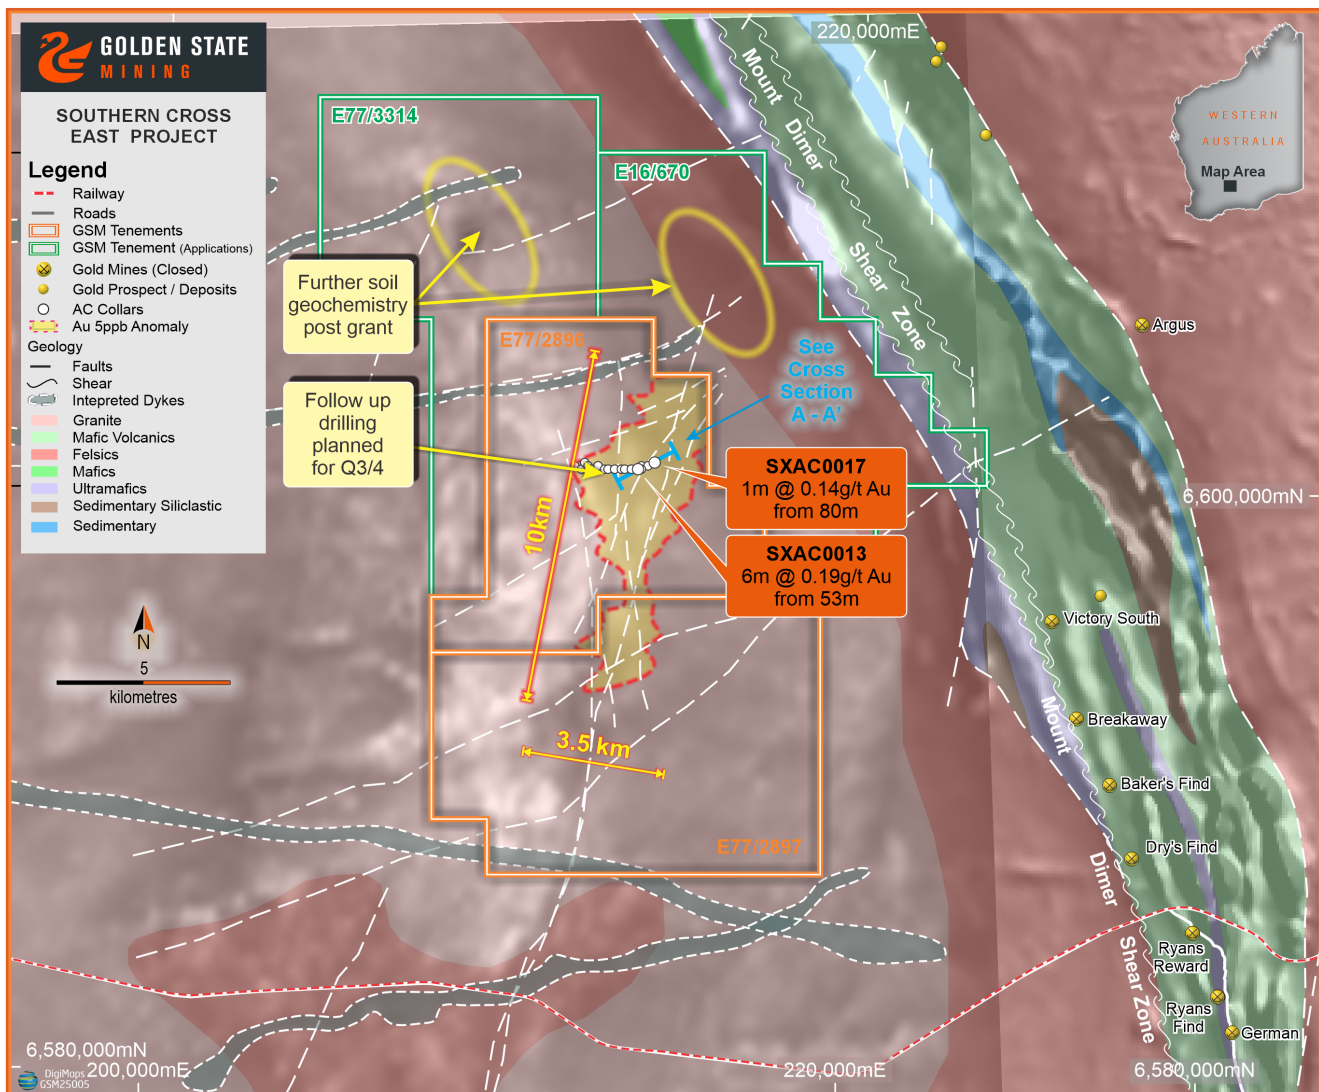 GOLDEN STATE
MINING
SOUTHERN CROSS
EAST PROJECT
Legend
Railway
Roads
GSM Tenements
GSM Tenement (Applications)
Gold Mines (Closed)
Gold Prospect / Deposits
AC Collars
Au 5ppb Anomaly
Geology
Faults
Shear
Intepreted Dykes
Granite
Mafic Volcanics
Felsics
Mafics
Ultramafics
Sedimentary Siliclastic
Sedimentary
N
5
kilometres
220,000mE
WESTERN
AUSTRALIA
Map Area
E77/3314
E16/670
Mount
Dimer
Shear
Zone
Further soil
geochemistry
post grant
E77/2896
See
Cross
Section
A - A'
Argus
Follow up
drilling
planned
for Q3/4
SXAC0017
1m @ 0.14g/t Au
from 80m
6,600,000mN
10km
SXAC0013
6m @ 0.19g/t Au
from 53m
Victory South
Mount
Breakaway
3.5 km
Baker's Find
E77/2897
Dry's Find
Dimer
Shear Zone
Ryans
Reward
Ryans
Find
German
6,580,000mN
200,000mE
DigiMaps
GSM25005
220,000mE
6,580,000mN